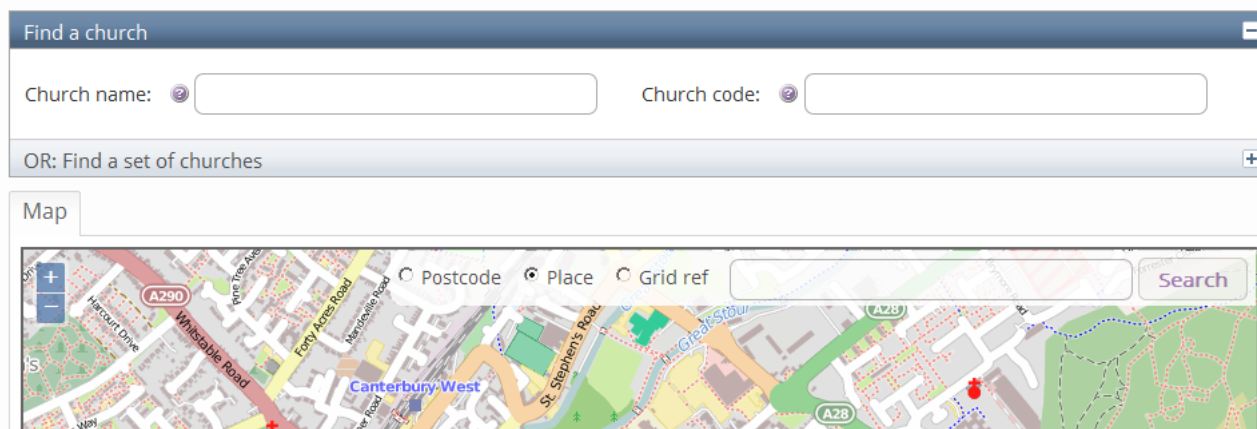 Find a church
Church name:
Church code:
OR: Find a set of churches
Map
Postcode
Place
Grid ref
Search
A290
Pine Tree Ave
Harcourt Drive
Whitstable Road
Forty Acres Road
Mandeville Road
St. Stephen's Road
Great Stour
A28
Canterbury West
A28
Way